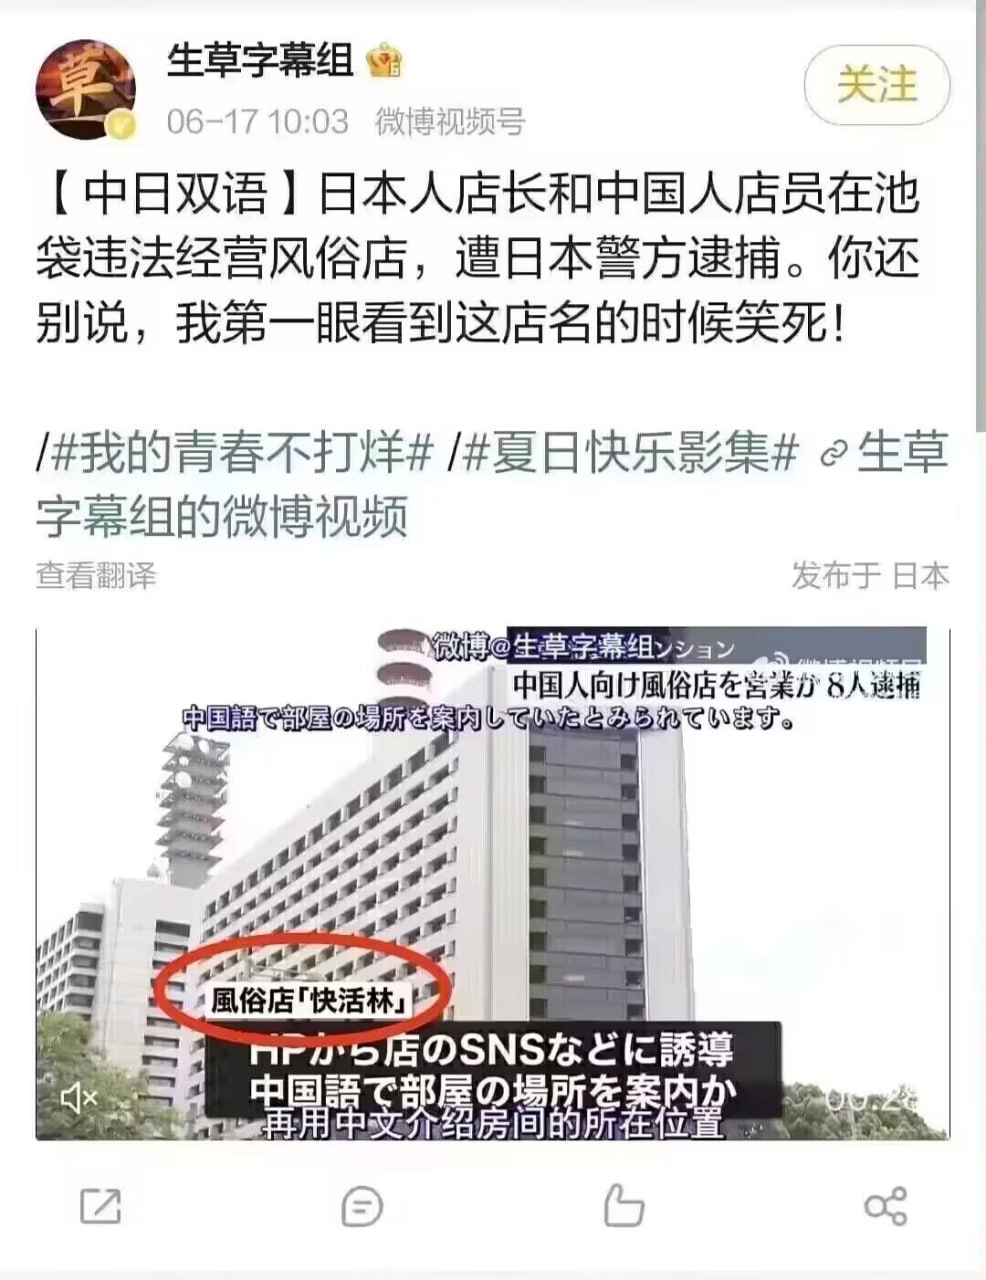 草
生草字幕组
关注
06-17 10:03 微博视频号
【中日双语】日本人店长和中国人店员在池
袋违法经营风俗店，遭日本警方逮捕。你还
别说，我第一眼看到这店名的时候笑死！
/#我的青春不打烊# /#夏日快乐影集# 生草
字幕组的微博视频
查看翻译
发布于 日本
微博@生草字幕组ンション
微博视频号
中国人向け風俗店を営業か 8人逮捕
中国語で部屋の場所を案内していたとみられています。
風俗店「快活林」
HPから店のSNSなどに誘導
中国語で部屋の場所を案内か
再用中文介绍房间的所在位置